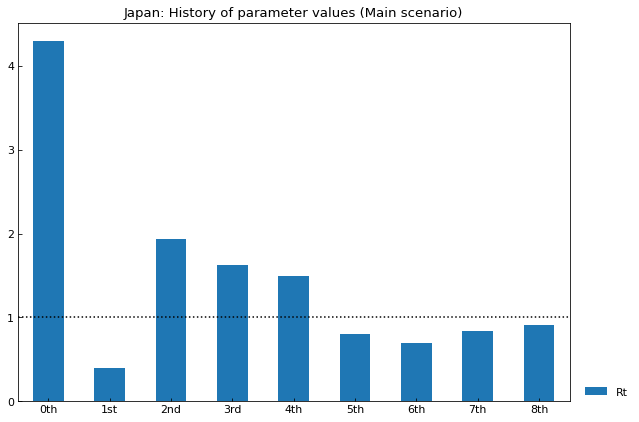 Japan: History of parameter values (Main scenario)
4
3
2
1
0
0th 1st 2nd 3rd 4th 5th 6th 7th 8th
Rt